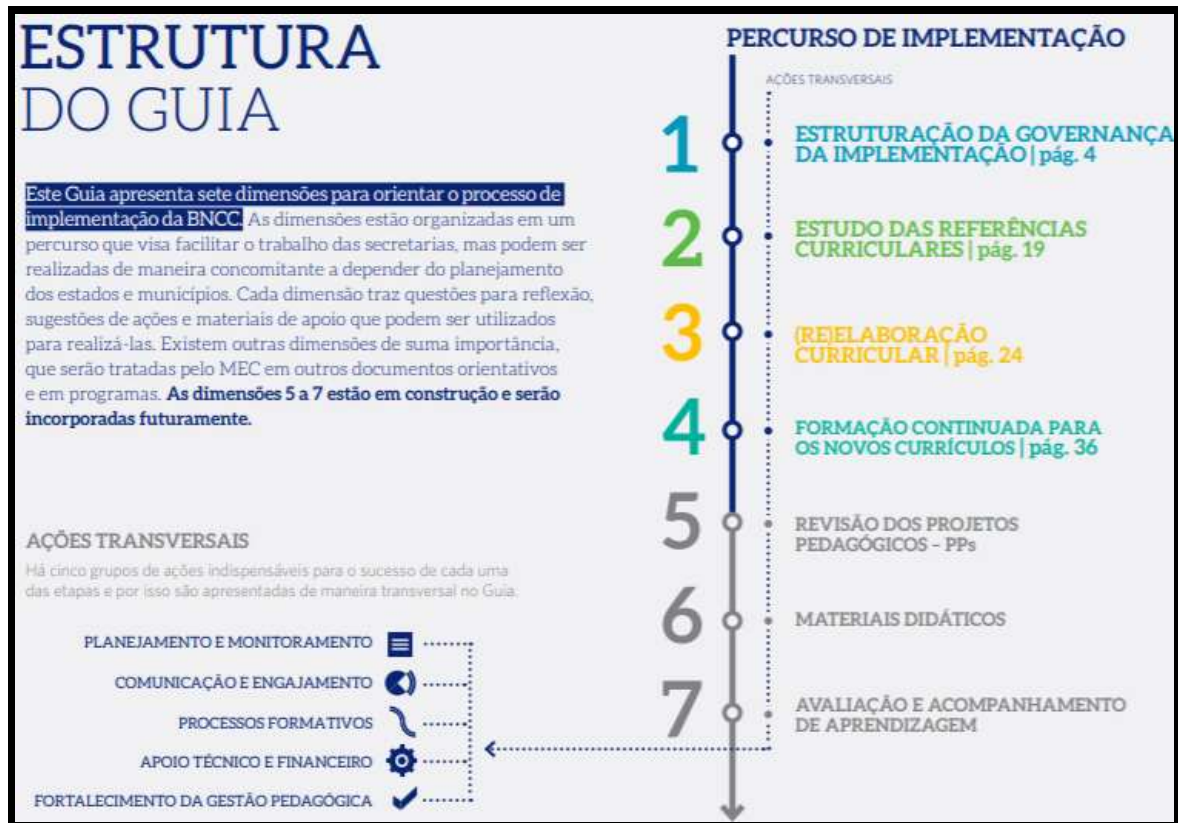 ESTRUTURA
DO GUIA
Este Guia apresenta sete dimensões para orientar o processo de
implementação da BNCC. As dimensões estão organizadas em um
percurso que visa facilitar o trabalho das secretarias, mas podem ser
realizadas de maneira concomitante a depender do planejamento
dos estados e municípios. Cada dimensão traz questões para reflexão,
sugestões de ações e materiais de apoio que podem ser utilizados
para realizá-las. Existem outras dimensões de suma importância,
que serão tratadas pelo MEC em outros documentos orientativos
e em programas. As dimensões 5 a 7 estão em construção e serão
incorporadas futuramente.
AÇÕES TRANSVERSAIS
Há cinco grupos de ações indispensáveis para o sucesso de cada uma
das etapas e por isso são apresentadas de maneira transversal no Guia.
PLANEJAMENTO E MONITORAMENTO
COMUNICAÇÃO E ENGAJAMENTO
PROCESSOS FORMATIVOS
APOIO TÉCNICO E FINANCEIRO
FORTALECIMENTO DA GESTÃO PEDAGÓGICA
PERCURSO DE IMPLEMENTAÇÃO
AÇÕES TRANSVERSAIS
1
ESTRUTURAÇÃO DA GOVERNANÇA
DA IMPLEMENTAÇÃO | pág. 4
2
ESTUDO DAS REFERÊNCIAS
CURRICULARES | pág. 19
3
(RE)ELABORAÇÃO
CURRICULAR | pág. 24
4
FORMAÇÃO CONTINUADA PARA
OS NOVOS CURRÍCULOS | pág. 36
5
REVISÃO DOS PROJETOS
PEDAGÓGICOS – PPs
6
MATERIAIS DIDÁTICOS
7
AVALIAÇÃO E ACOMPANHAMENTO
DE APRENDIZAGEM